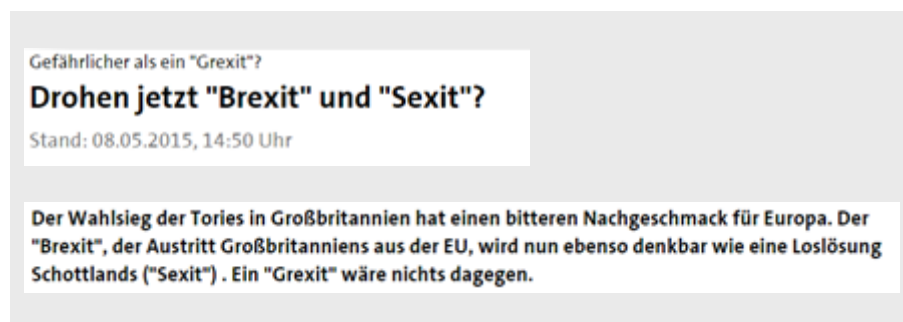 Gefährlicher als ein "Grexit"?
Drohen jetzt "Brexit" und "Sexit"?
Stand: 08.05.2015, 14:50 Uhr
Der Wahlsieg der Tories in Großbritannien hat einen bitteren Nachgeschmack für Europa. Der
"Brexit", der Austritt Großbritanniens aus der EU, wird nun ebenso denkbar wie eine Loslösung
Schottlands ("Sexit") . Ein "Grexit" wäre nichts dagegen.